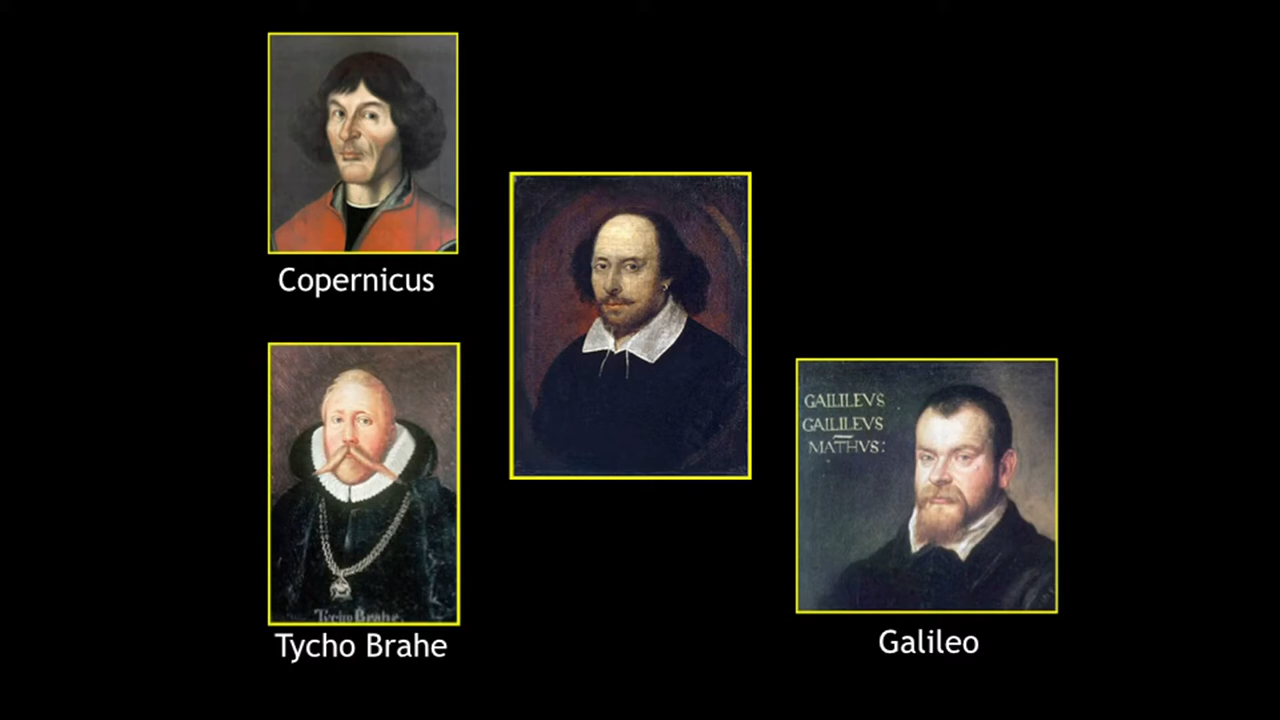 Copernicus
GALILEVS
GALILEVS
MATHVS:
Tycho Brahe.
Tycho Brahe
Galileo